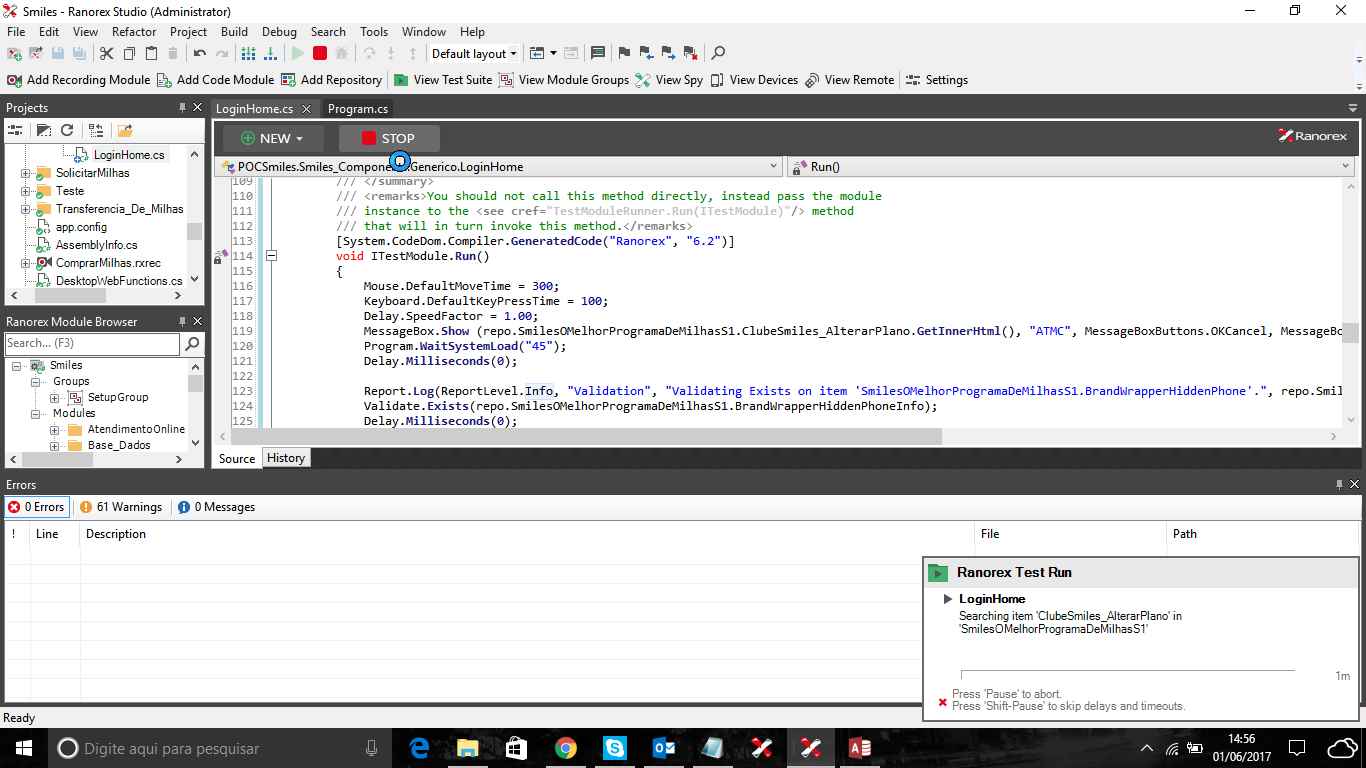 Smiles - Ranorex Studio (Administrator)
File Edit View Refactor Project Build Debug Search Tools Window Help
Default layout
Add Recording Module Add Code Module Add Repository View Test Suite View Module Groups View Spy View Devices View Remote Settings
Projects
LoginHome.cs
SolicitarMilhas
Teste
Transferencia_De_Milhas
app.config
AssemblyInfo.cs
ComprarMilhas.rxrec
DesktopWebFunctions.cs
Ranorex Module Browser
Search... (F3)
Smiles
Groups
SetupGroup
Modules
AtendimentoOnline
Base_Dados
LoginHome.cs Program.cs
NEW STOP Ranorex
POCSmiles.Smiles_Compone Generico.LoginHome Run()
109 /// </summary>
110 /// <remarks>You should not call this method directly, instead pass the module
111 /// instance to the <see cref="TestModuleRunner.Run(ITestModule)"/> method
112 /// that will in turn invoke this method.</remarks>
113 [System.CodeDom.Compiler.GeneratedCode("Ranorex", "6.2")]
114 void ITestModule.Run()
115 {
116 Mouse.DefaultMoveTime = 300;
117 Keyboard.DefaultKeyPressTime = 100;
118 Delay.SpeedFactor = 1.00;
119 MessageBox.Show (repo.SmilesOMelhorProgramaDeMilhasS1.ClubeSmiles_AlterarPlano.GetInnerHtml(), "ATMC", MessageBoxButtons.OKCancel, MessageBo
120 Program.WaitSystemLoad("45");
121 Delay.Milliseconds(0);
122
123 Report.Log(ReportLevel.Info, "Validation", "Validating Exists on item 'SmilesOMelhorProgramaDeMilhasS1.BrandWrapperHiddenPhone'.", repo.Smil
124 Validate.Exists(repo.SmilesOMelhorProgramaDeMilhasS1.BrandWrapperHiddenPhoneInfo);
125 Delay.Milliseconds(0);
Source History
Errors
0 Errors 61 Warnings 0 Messages
! Line Description File Path
Ranorex Test Run
LoginHome
Searching item 'ClubeSmiles_AlterarPlano' in
'SmilesOMelhorProgramaDeMilhasS1'
1m
Press 'Pause' to abort.
Press 'Shift-Pause' to skip delays and timeouts.
Ready
Digite aqui para pesquisar
14:56
01/06/2017